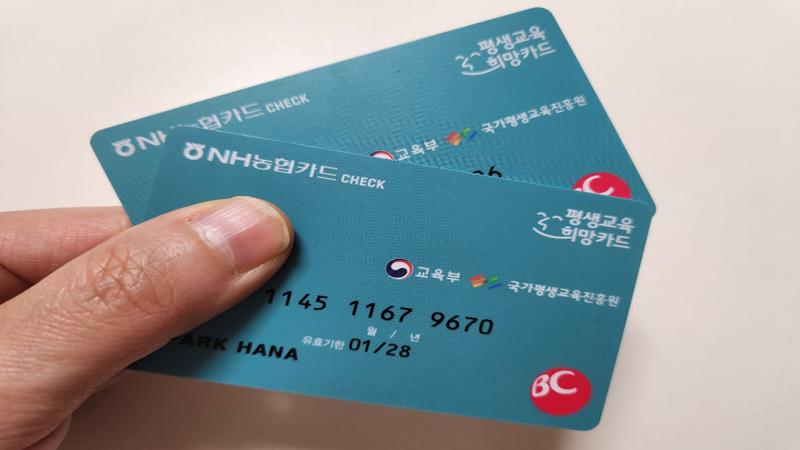 평생교육
희망카드
NH농협카드 CHECK
교육부 국가평생교육진흥원
NH농협카드 CHECK
평생교육
희망카드
교육부 국가평생교육진흥원
1145 1167 9670
월 / 년
유효기한 01/28
PARK HANA
BC